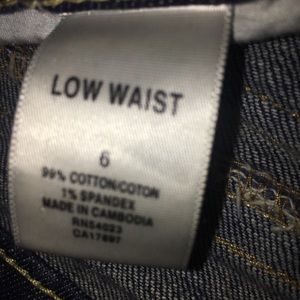 LOW WAIST
6
99% COTTON/COTON
1% SPANDEX
MADE IN CAMBODIA
RN54023
CA17897